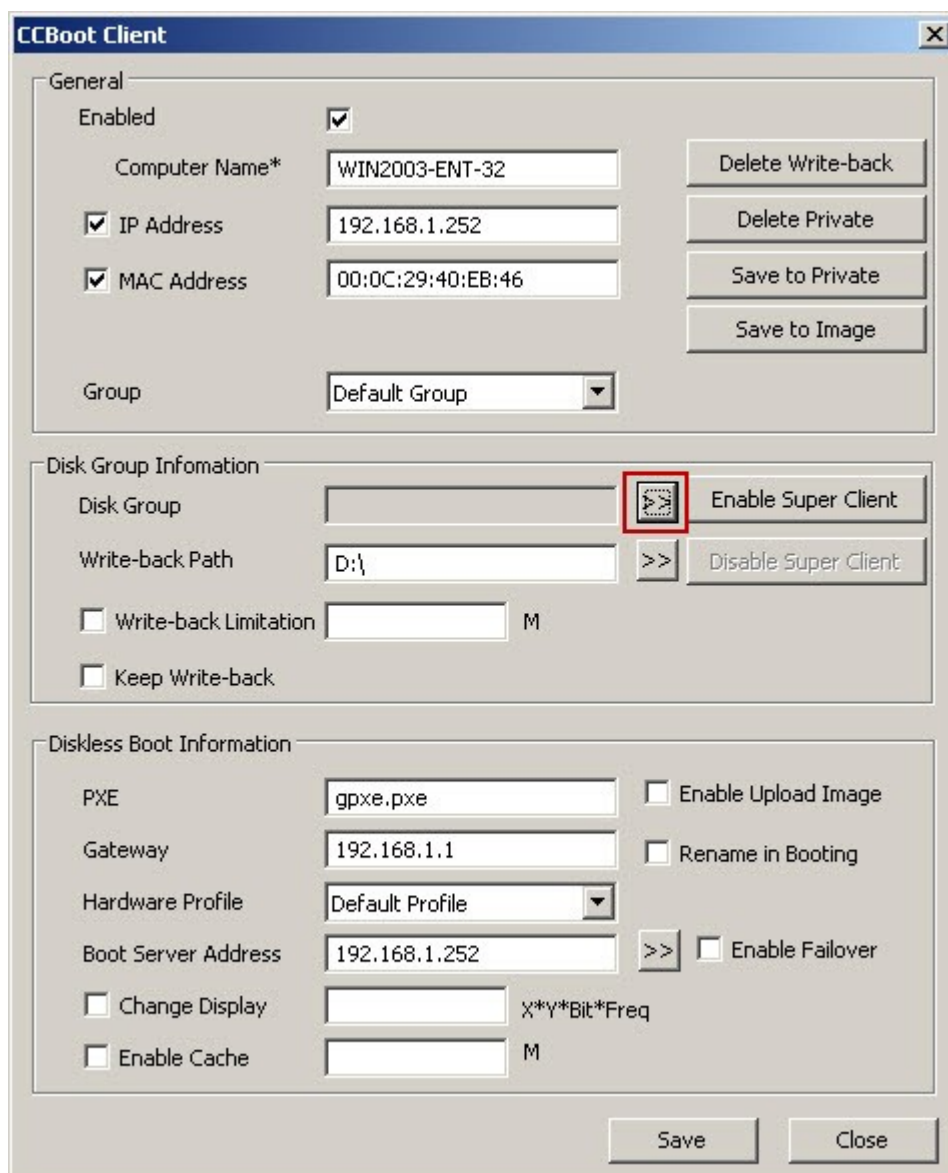 CCBoot Client
General
Enabled
Computer Name* WIN2003-ENT-32 Delete Write-back
IP Address 192.168.1.252 Delete Private
MAC Address 00:0C:29:40:EB:46 Save to Private
Save to Image
Group Default Group
Disk Group Infomation
Disk Group >> Enable Super Client
Write-back Path D:\ >> Disable Super Client
Write-back Limitation M
Keep Write-back
Diskless Boot Information
PXE gpxe.pxe Enable Upload Image
Gateway 192.168.1.1 Rename in Booting
Hardware Profile Default Profile
Boot Server Address 192.168.1.252 >> Enable Failover
Change Display X*Y*Bit*Freq
Enable Cache M
Save Close